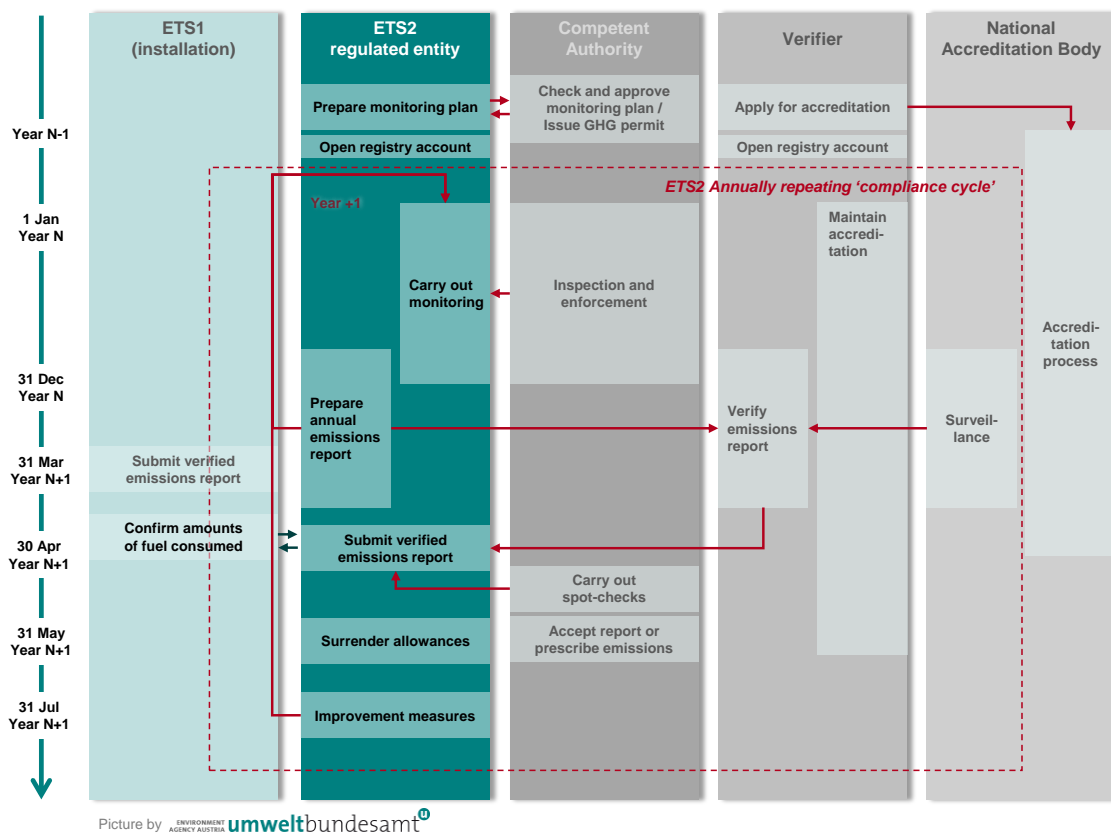 ETS1
(installation)
ETS2
regulated entity
Competent
Authority
Verifier
National
Accreditation Body
Year N-1
1 Jan
Year N
31 Dec
Year N
31 Mar
Year N+1
30 Apr
Year N+1
31 May
Year N+1
31 Jul
Year N+1
Prepare monitoring plan
Check and approve
monitoring plan /
Issue GHG permit
Apply for accreditation
Open registry account
Open registry account
ETS2 Annually repeating ‘compliance cycle’
Year +1
Maintain
accredi-
tation
Carry out
monitoring
Inspection and
enforcement
Accredi-
tation
process
Prepare
annual
emissions
report
Verify
emissions
report
Surveil-
lance
Submit verified
emissions report
Confirm amounts
of fuel consumed
Submit verified
emissions report
Carry out
spot-checks
Surrender allowances
Accept report or
prescribe emissions
Improvement measures
Picture by ENVIRONMENT
AGENCY AUSTRIA umweltbundesamt u